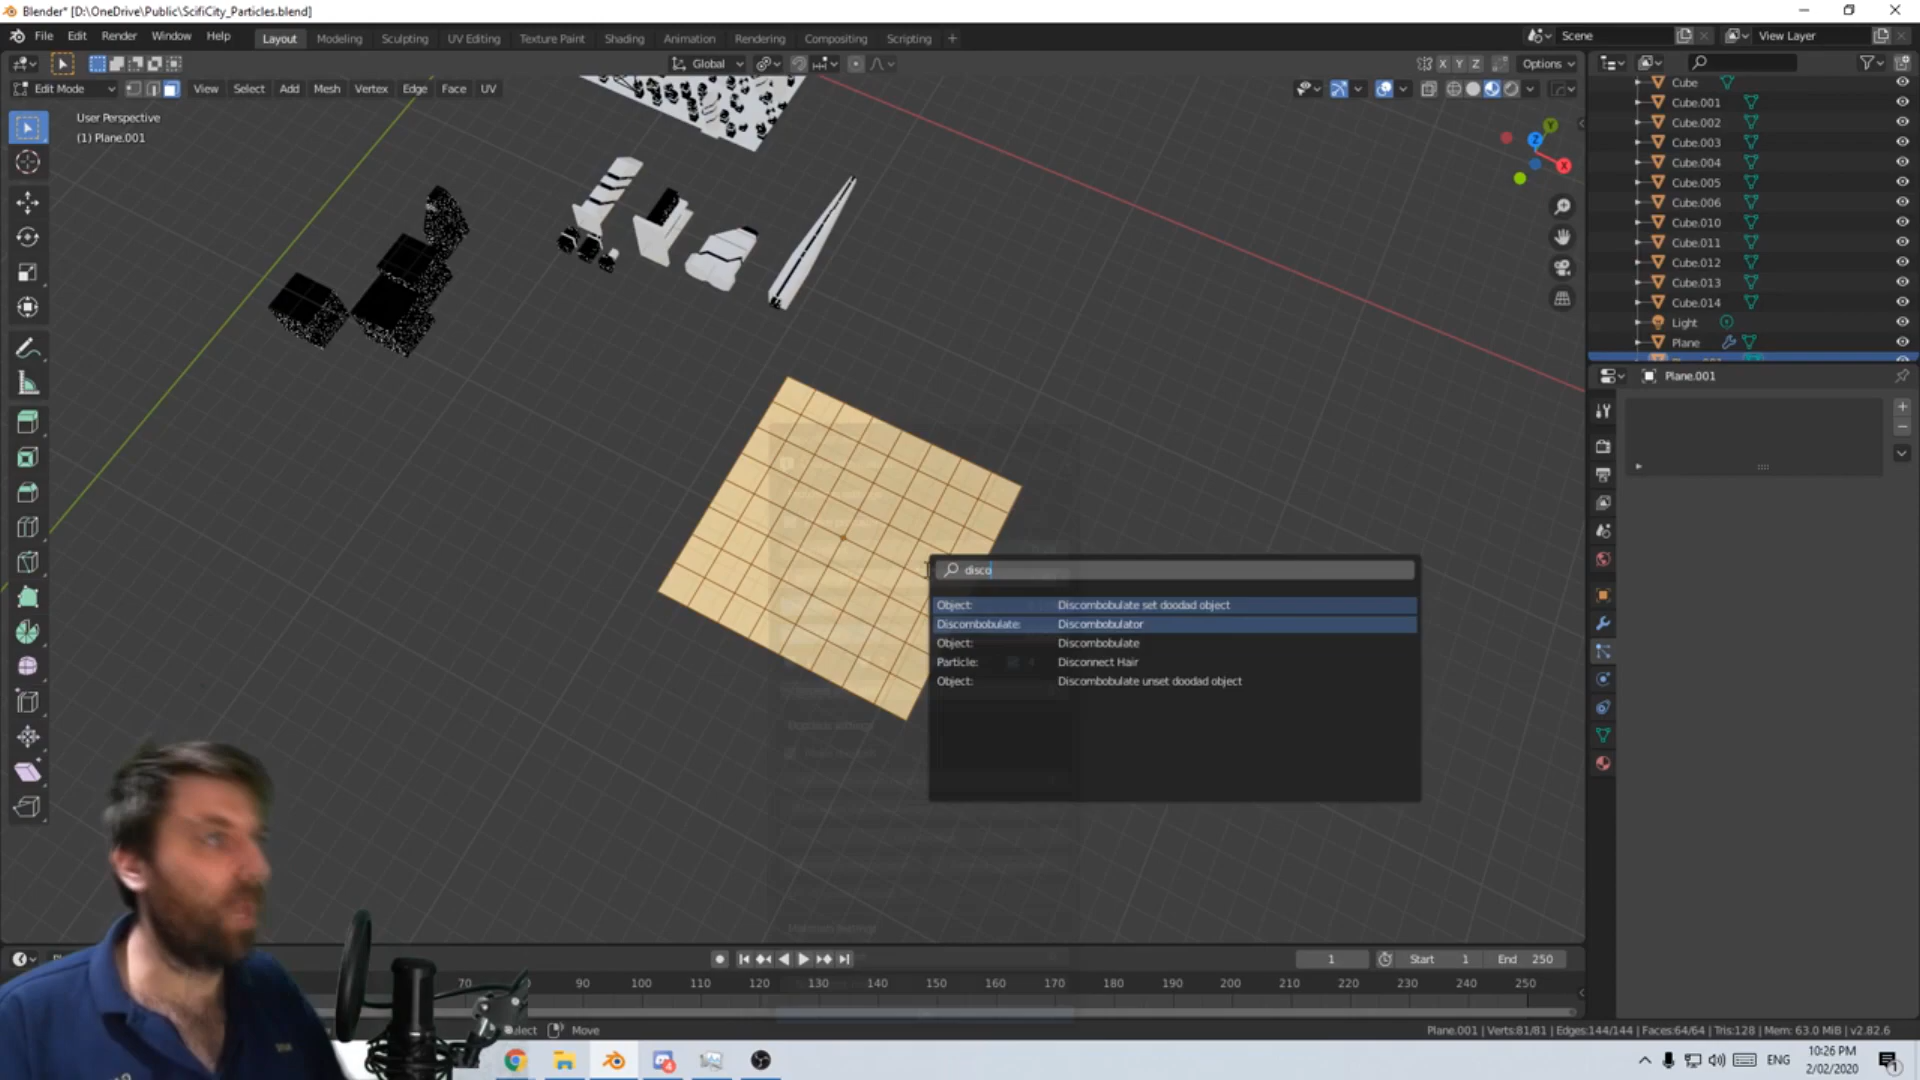 Blender* [D:\OneDrive\Public\ScifiCity_Particles.blend]
File Edit Render Window Help
Layout Modeling Sculpting UV Editing Texture Paint Shading Animation Rendering Compositing Scripting +
Scene
View Layer
Global
X Y Z
Options
Edit Mode
View Select Add Mesh Vertex Edge Face UV
User Perspective
(1) Plane.001
Y
Z
X
Cube
Cube.001
Cube.002
Cube.003
Cube.004
Cube.005
Cube.006
Cube.010
Cube.011
Cube.012
Cube.013
Cube.014
Light
Plane
Plane.001
disco
Object: Discombobulate set doodad object
Discombobulate: Discombobulator
Object: Discombobulate
Particle: Disconnect Hair
Object: Discombobulate unset doodad object
1
Start 1
End 250
70 90 100 110 120 130 140 150 160 170 180 190 200 210 220 230 240 250
Move
Plane.001 | Verts:81/81 | Edges:144/144 | Faces:64/64 | Tris:128 | Mem: 63.0 MiB | v2.82.6
ENG
10:26 PM
2/02/2020